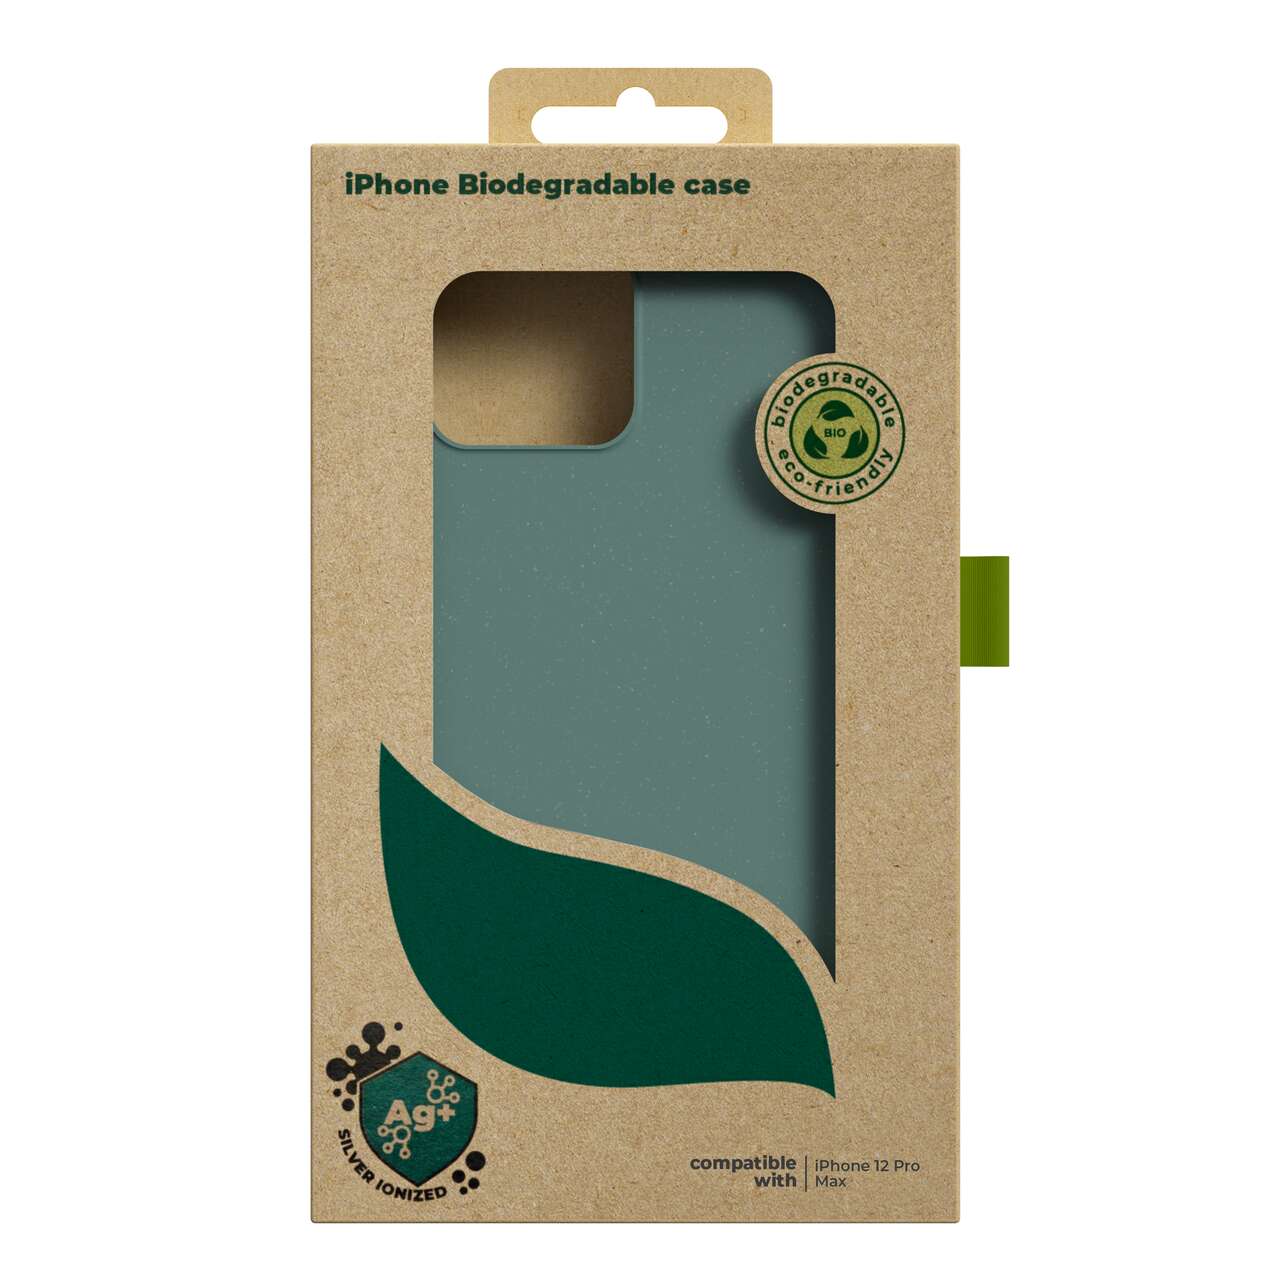 iPhone Biodegradable case
biodegradable
BIO
eco-friendly
Ag+
SILVER IONIZED
compatible with
iPhone 12 Pro
Max